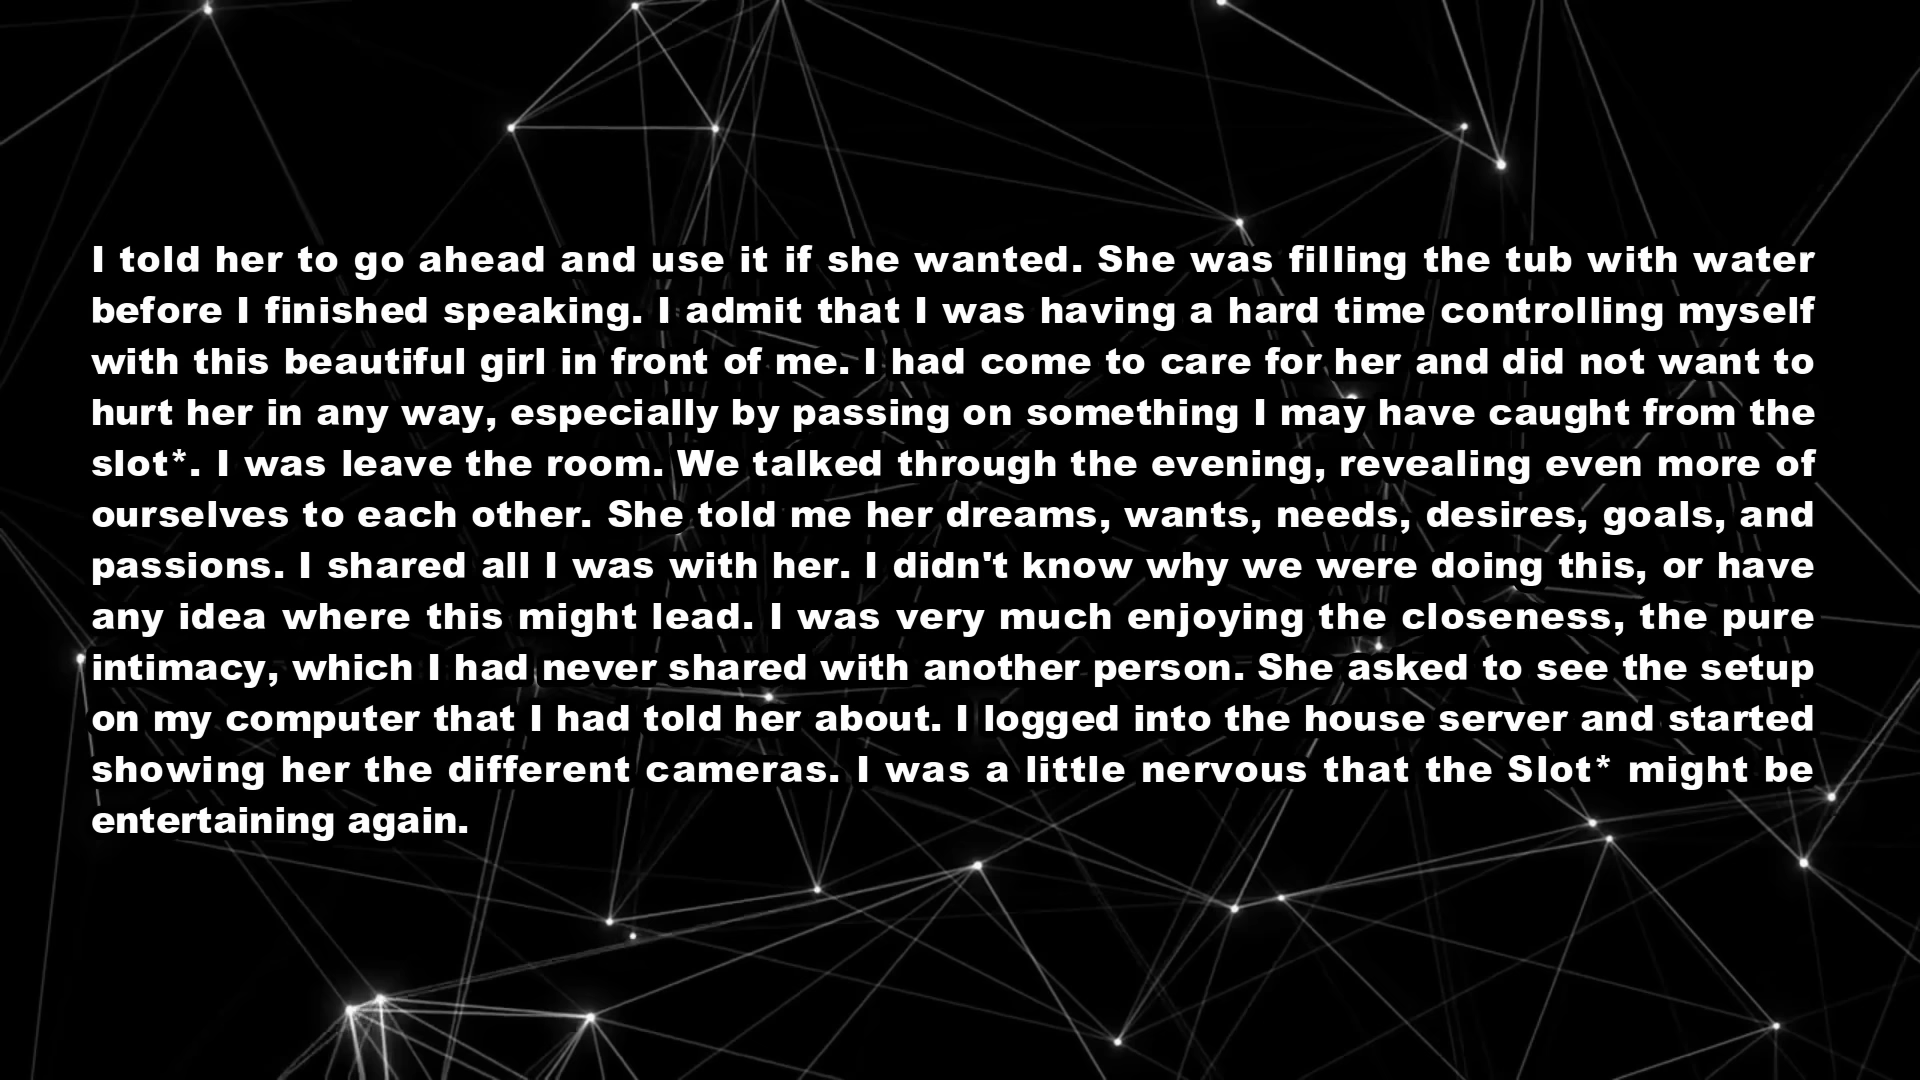 I told her to go ahead and use it if she wanted. She was filling the tub with water
before I finished speaking. I admit that I was having a hard time controlling myself
with this beautiful girl in front of me. I had come to care for her and did not want to
hurt her in any way, especially by passing on something I may have caught from the
slot*. I was leave the room. We talked through the evening, revealing even more of
ourselves to each other. She told me her dreams, wants, needs, desires, goals, and
passions. I shared all I was with her. I didn't know why we were doing this, or have
any idea where this might lead. I was very much enjoying the closeness, the pure
intimacy, which I had never shared with another person. She asked to see the setup
on my computer that I had told her about. I logged into the house server and started
showing her the different cameras. I was a little nervous that the Slot* might be
entertaining again.